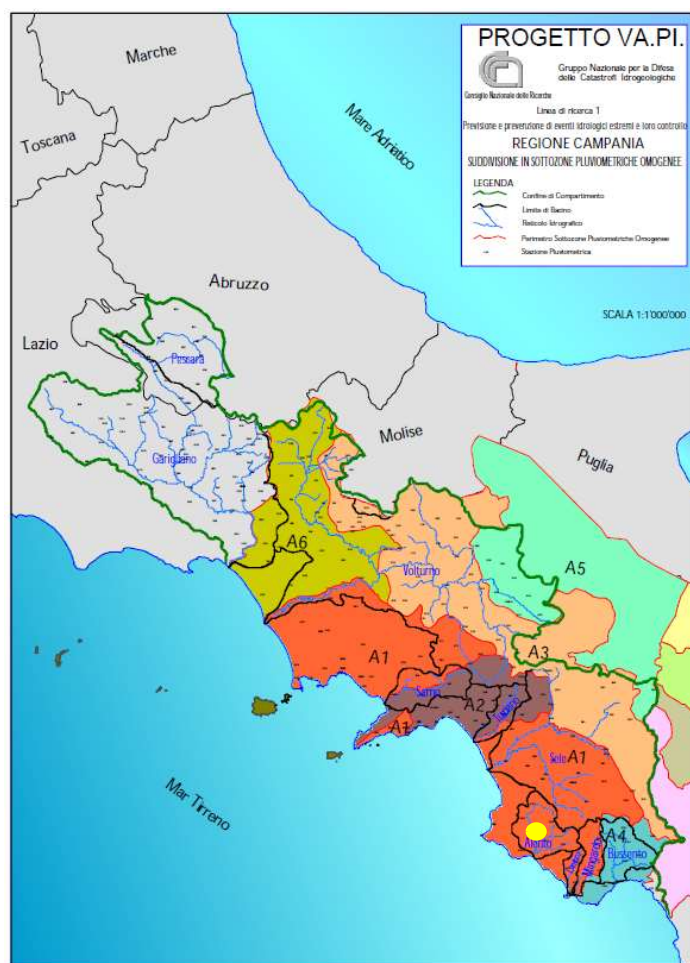 PROGETTO VA.PI.
Gruppo Nazionale per la Difesa
delle Catastrofi Idrogeologiche
Consiglio Nazionale delle Ricerche
Linea di ricerca 1
Previsione e prevenzione di eventi idrologici estremi e loro controllo
REGIONE CAMPANIA
SUDDIVISIONE IN SOTTOZONE PLUVIOMETRICHE OMOGENEE
LEGENDA
Confine di Compartimento
Limite di Bacino
Reticolo Idrografico
Perimetro Sottozone Pluviometriche Omogenee
Stazione Pluviometrica
SCALA 1:1'000'000
Marche
Toscana
Mare Adriatico
Abruzzo
Lazio
Pescara
Molise
Puglia
Garigliano
A6
Volturno
A5
A1
A3
Sarno
A2
A1
Sele
A1
Mar Tirreno
Alento
A4
Mingardo
Bussento